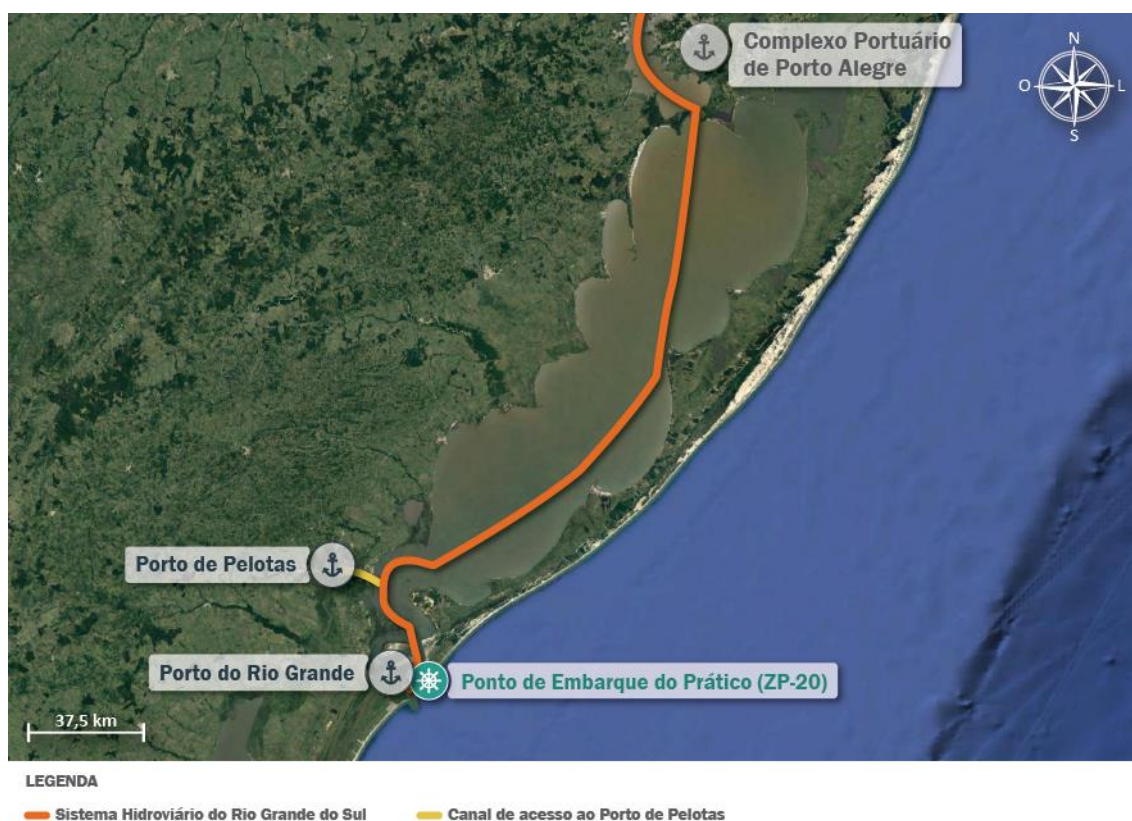 Complexo Portuário
de Porto Alegre
N
O
L
S
Porto de Pelotas
Porto do Rio Grande
Ponto de Embarque do Prático (ZP-20)
37,5 km
LEGENDA
Sistema Hidroviário do Rio Grande do Sul
Canal de acesso ao Porto de Pelotas